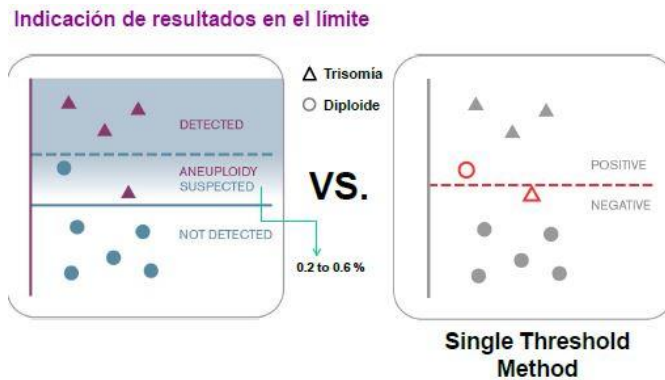 Indicación de resultados en el límite
DETECTED
ANEUPLOIDY
SUSPECTED
NOT DETECTED
Trisomía
Diploide
VS.
0.2 to 0.6 %
POSITIVE
NEGATIVE
Single Threshold
Method